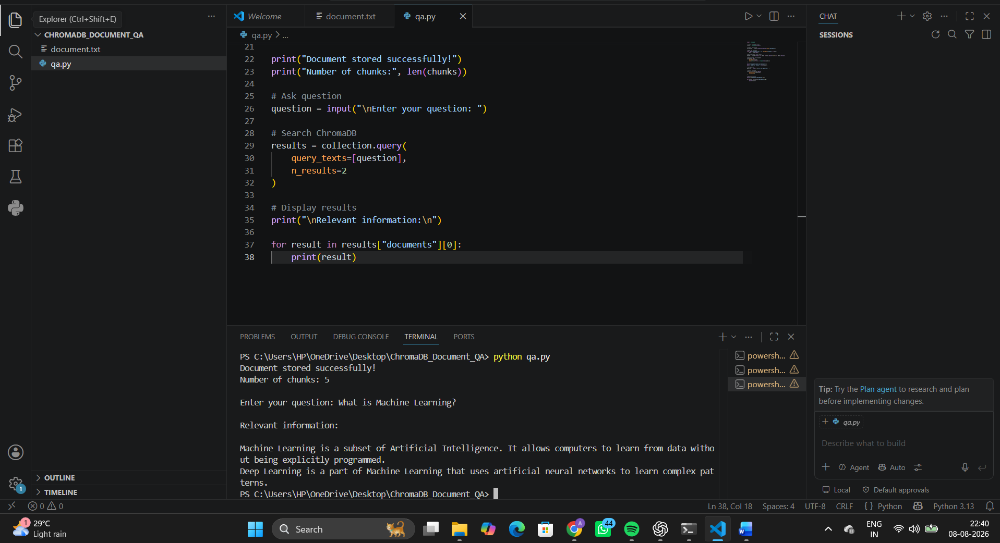 Explorer (Ctrl+Shift+E)
CHROMADB_DOCUMENT_QA
document.txt
qa.py
OUTLINE
TIMELINE
Welcome
document.txt
qa.py
qa.py > ...
21
22 print("Document stored successfully!")
23 print("Number of chunks:", len(chunks))
24
25 # Ask question
26 question = input("\nEnter your question: ")
27
28 # Search ChromaDB
29 results = collection.query(
30 query_texts=[question],
31 n_results=2
32 )
33
34 # Display results
35 print("\nRelevant information:\n")
36
37 for result in results["documents"][0]:
38 print(result)
PROBLEMS OUTPUT DEBUG CONSOLE TERMINAL PORTS
PS C:\Users\HP\OneDrive\Desktop\ChromaDB_Document_QA> python qa.py
Document stored successfully!
Number of chunks: 5
Enter your question: What is Machine Learning?
Relevant information:
Machine Learning is a subset of Artificial Intelligence. It allows computers to learn from data witho
ut being explicitly programmed.
Deep Learning is a part of Machine Learning that uses artificial neural networks to learn complex pat
terns.
PS C:\Users\HP\OneDrive\Desktop\ChromaDB_Document_QA>
powersh...
powersh...
powersh...
CHAT
SESSIONS
Tip: Try the Plan agent to research and plan
before implementing changes.
qa.py
Describe what to build
Agent Auto
Local Default approvals
1
0 0
Ln 38, Col 18 Spaces: 4 UTF-8 CRLF { } Python Python 3.13
1
29°C
Light rain
Search
A
44
W
ENG
IN
22:40
08-08-2026